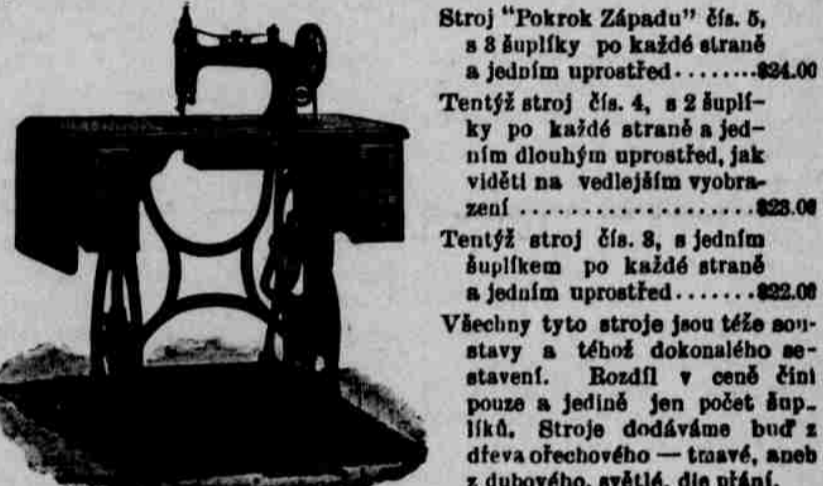 Stroj "Pokrok Západu" čís. 5,
s 3 šuplíky po každé straně
a jedním uprostřed........$24.00
Tentýž stroj čís. 4, s 2 šuplí-
ky po každé straně a jed-
ním dlouhým uprostřed, jak
viděti na vedlejším vyobra-
zení ...................$23.00
Tentýž stroj čís. 3, s jedním
šuplíkem po každé straně
a jedním uprostřed.......$22.00
Všechny tyto stroje jsou téže sou-
stavy a téhož dokonalého se-
stavení. Rozdíl v ceně činí
pouze a jedině jen počet šup-
líků. Stroje dodáváme buď z
dřeva ořechového — tmavé, aneb
z dubového, světlé, dle přání.